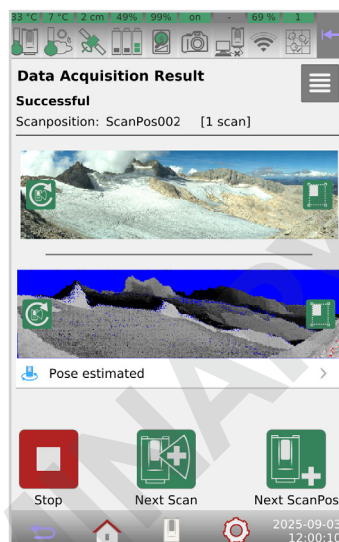 33 °C 7 °C 2 cm 49% 99% on - 69 % 1
Data Acquisition Result
Successful
Scanposition: ScanPos002 [1 scan]
Pose estimated
Stop Next Scan Next ScanPos
2025-09-03
12:00:10